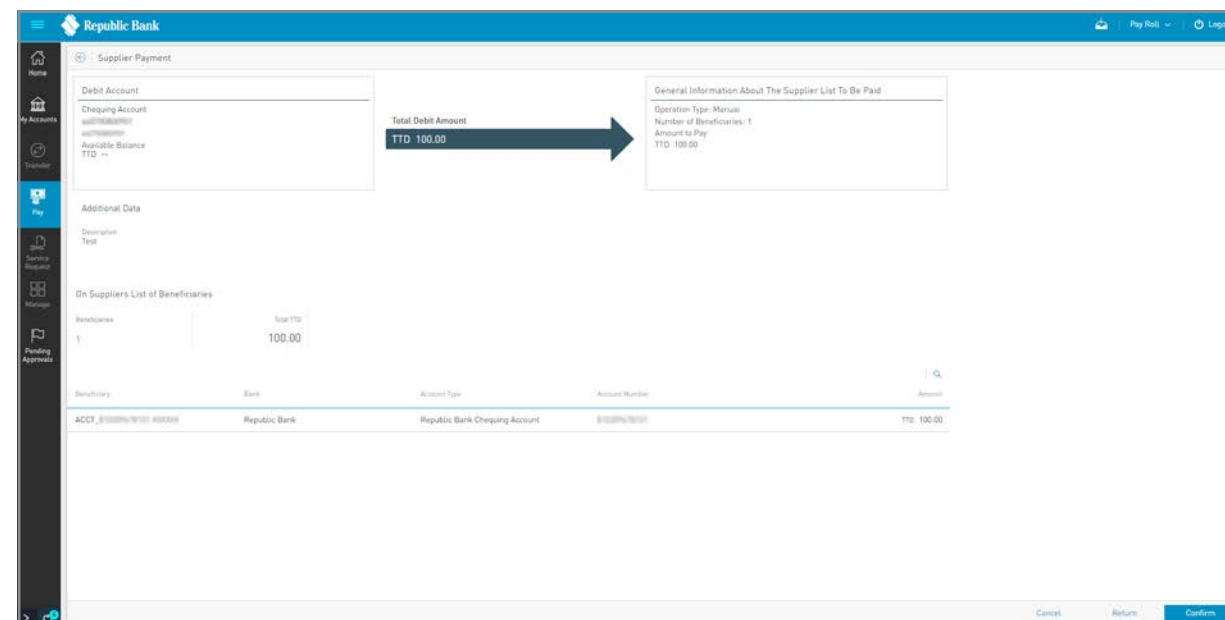 Republic Bank
Pay Roll
Logo
Home
Supplier Payment
Debit Account
Chequing Account
Available Balance
TTD --
Total Debit Amount
TTD 100.00
General Information About The Supplier List To Be Paid
Operation Type: Manual
Number of Beneficiaries: 1
Amount to Pay
TTD 100.00
My Accounts
Transfer
Pay
Service
Request
Manage
Pending
Approvals
Additional Data
Description
Test
On Suppliers List of Beneficiaries
Beneficiaries Total TTD
1 100.00
Beneficiary Bank Account Type Account Number Amount
ACCT_ Republic Bank Republic Bank Chequing Account TTD 100.00
Cancel Return Confirm